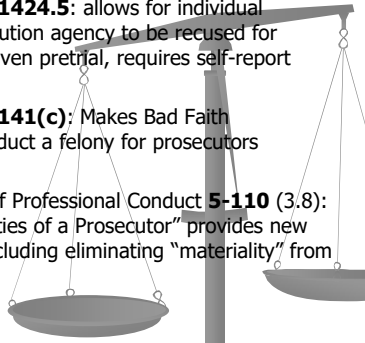 1424.5: allows for individual
ution agency to be recused for
ven pretrial, requires self-report
141(c): Makes Bad Faith
duct a felony for prosecutors
f Professional Conduct 5-110 (3.8):
ties of a Prosecutor” provides new
cluding eliminating “materiality” from